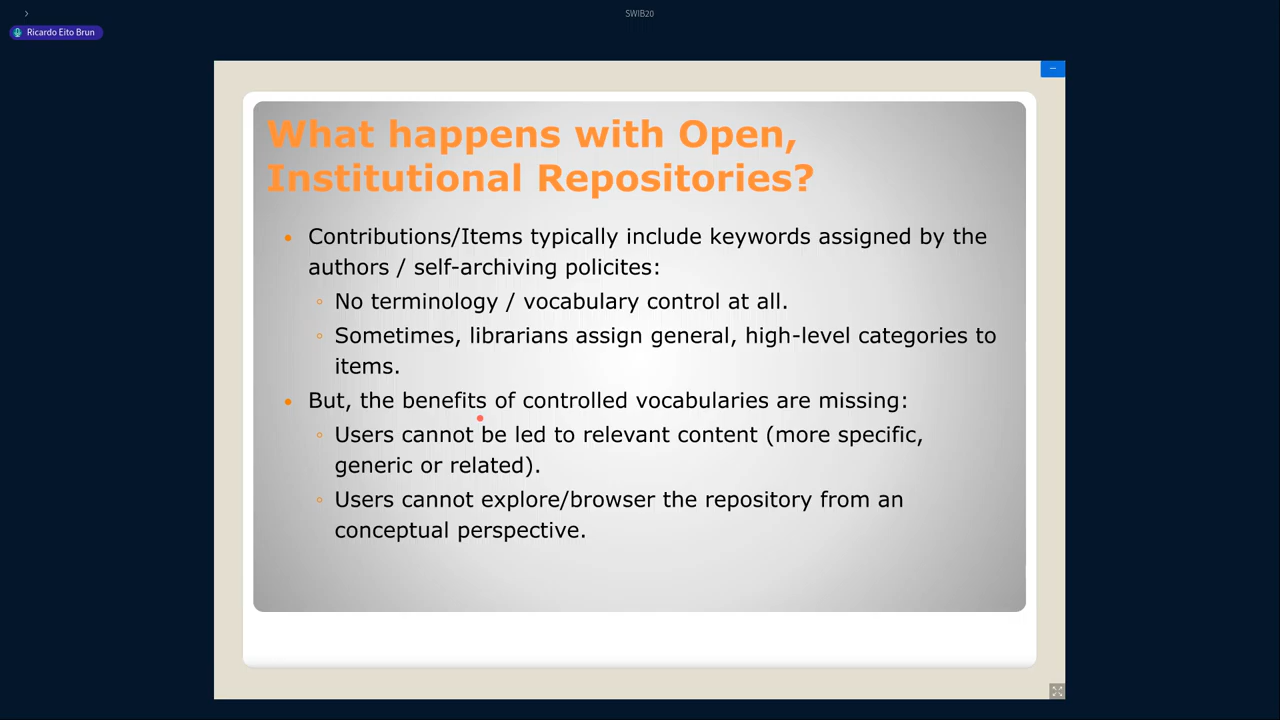 SWIB20
Ricardo Eito Brun
What happens with Open,
Institutional Repositories?
Contributions/Items typically include keywords assigned by the
authors / self-archiving policites:
No terminology / vocabulary control at all.
Sometimes, librarians assign general, high-level categories to
items.
But, the benefits of controlled vocabularies are missing:
Users cannot be led to relevant content (more specific,
generic or related).
Users cannot explore/browser the repository from an
conceptual perspective.